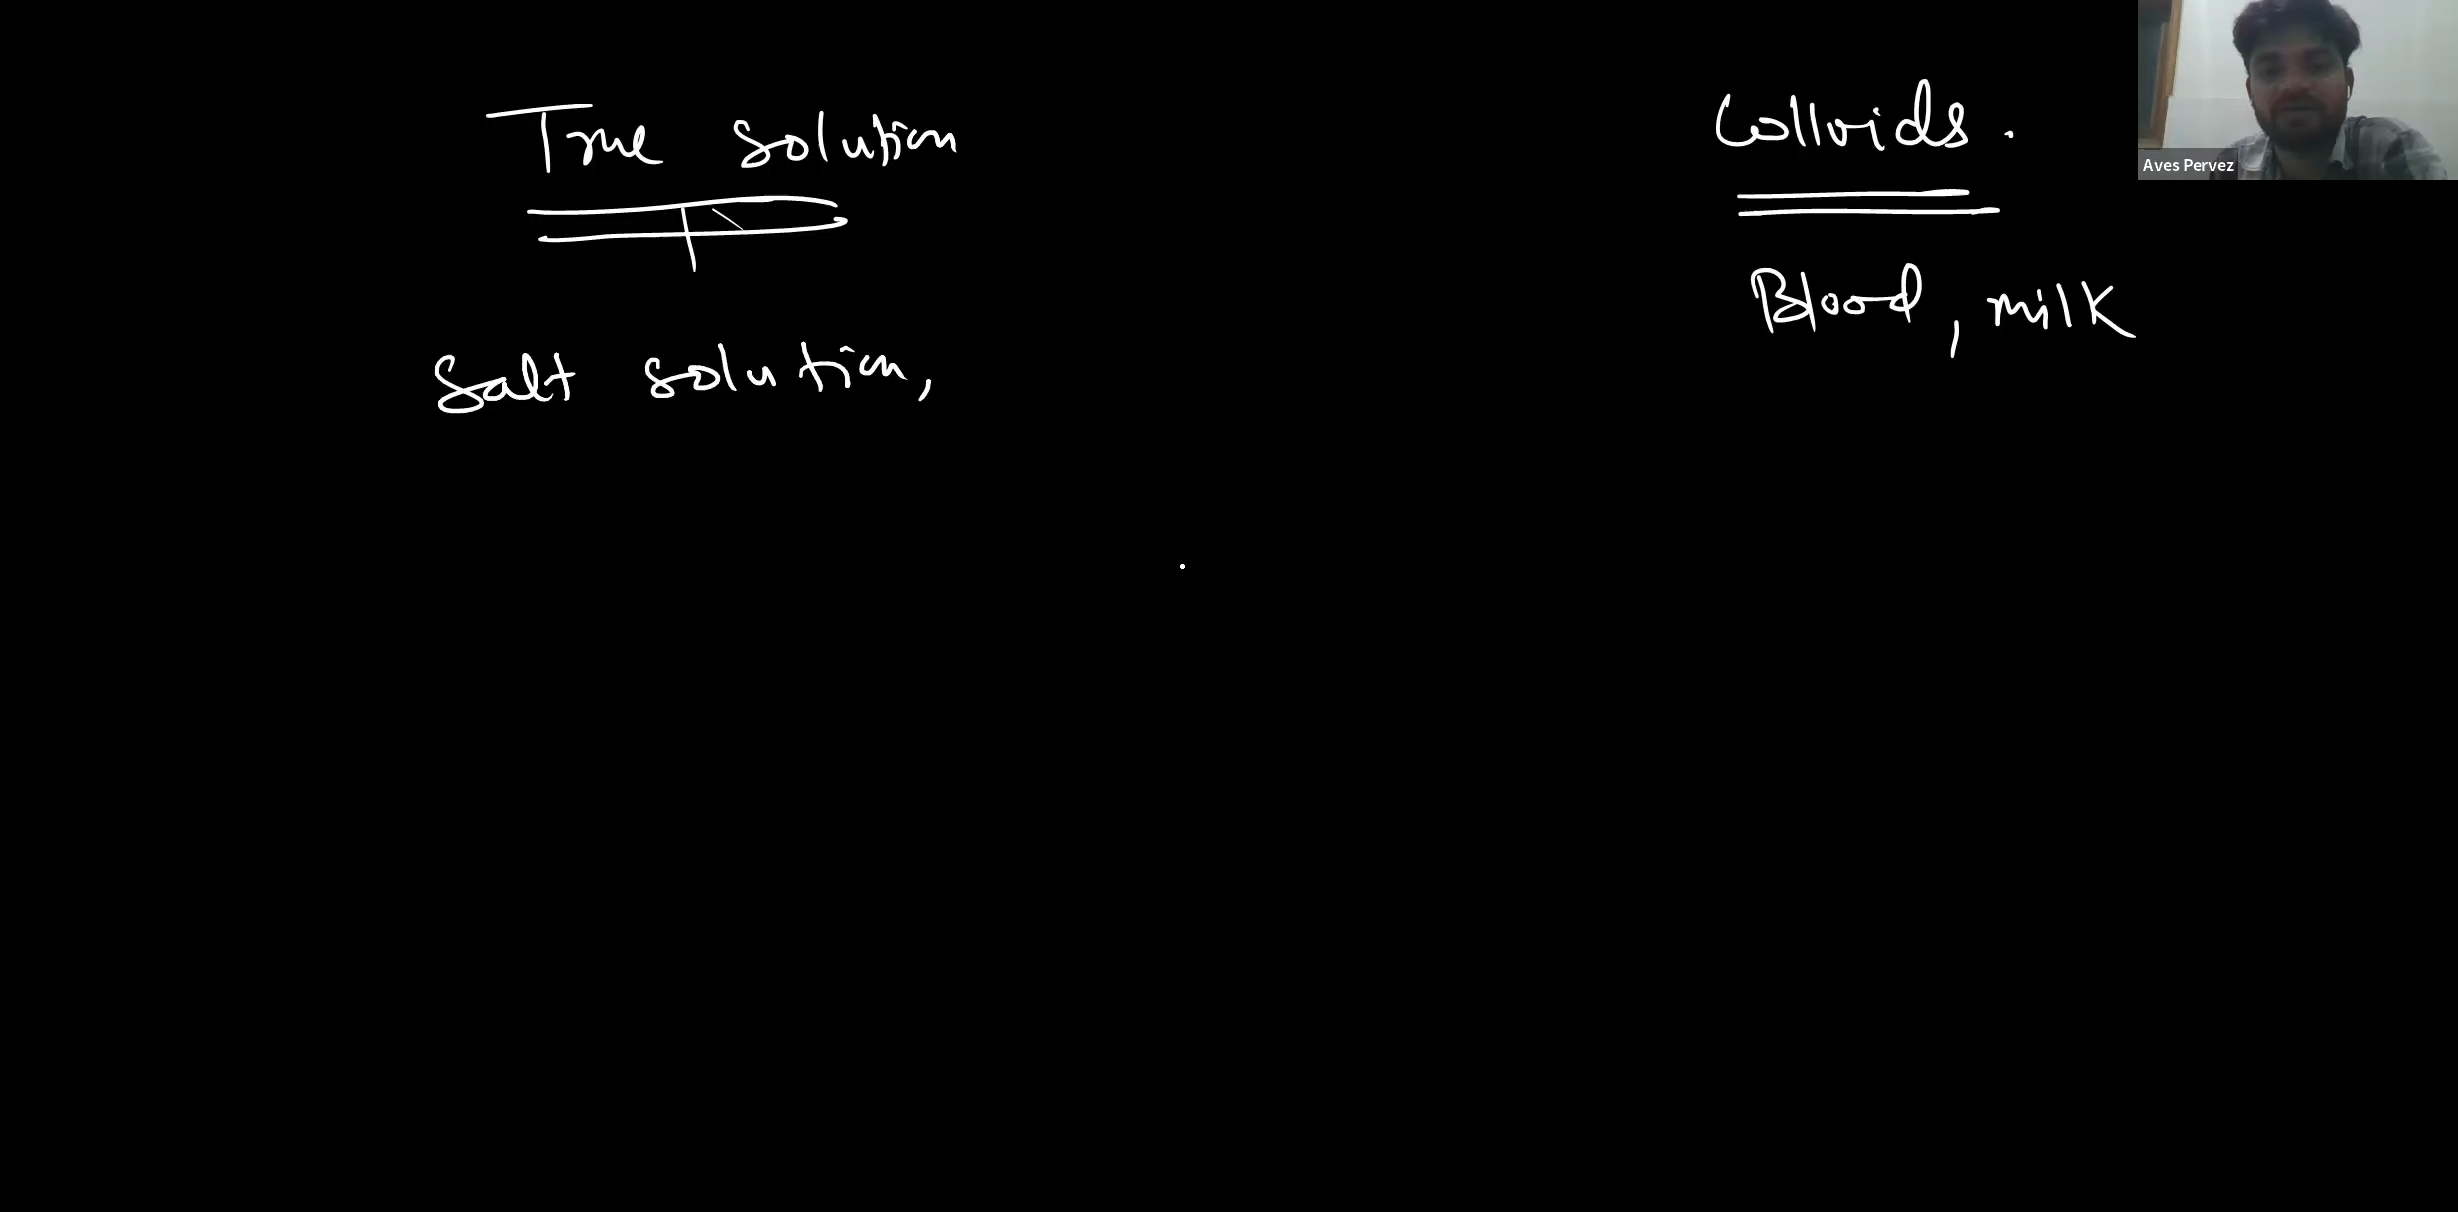 True solution
Colloids.
Aves Pervez
Blood, milk
Salt solution,